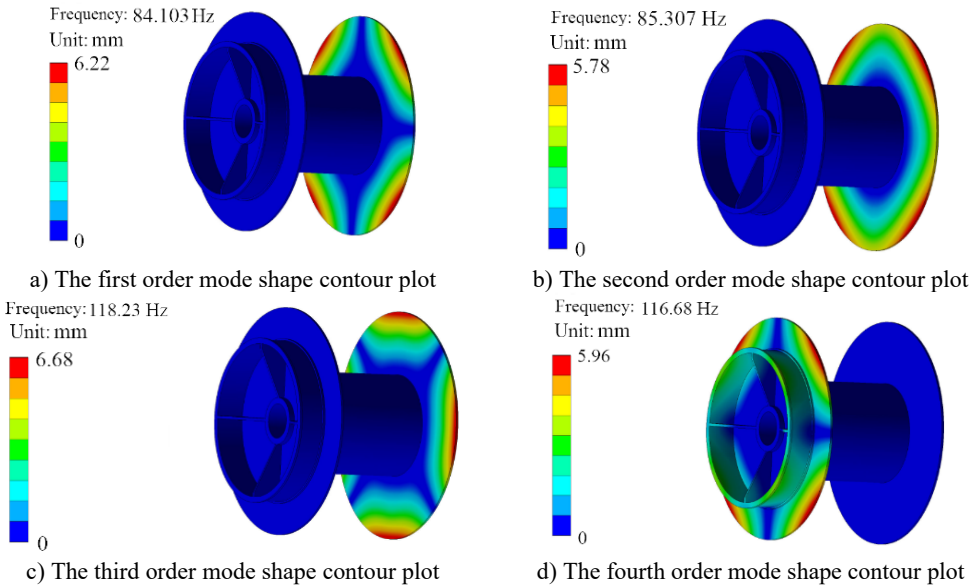 Frequency: 84.103 Hz
Unit: mm
6.22
0
a) The first order mode shape contour plot
Frequency: 85.307 Hz
Unit: mm
5.78
0
b) The second order mode shape contour plot
Frequency: 118.23 Hz
Unit: mm
6.68
0
c) The third order mode shape contour plot
Frequency: 116.68 Hz
Unit: mm
5.96
0
d) The fourth order mode shape contour plot